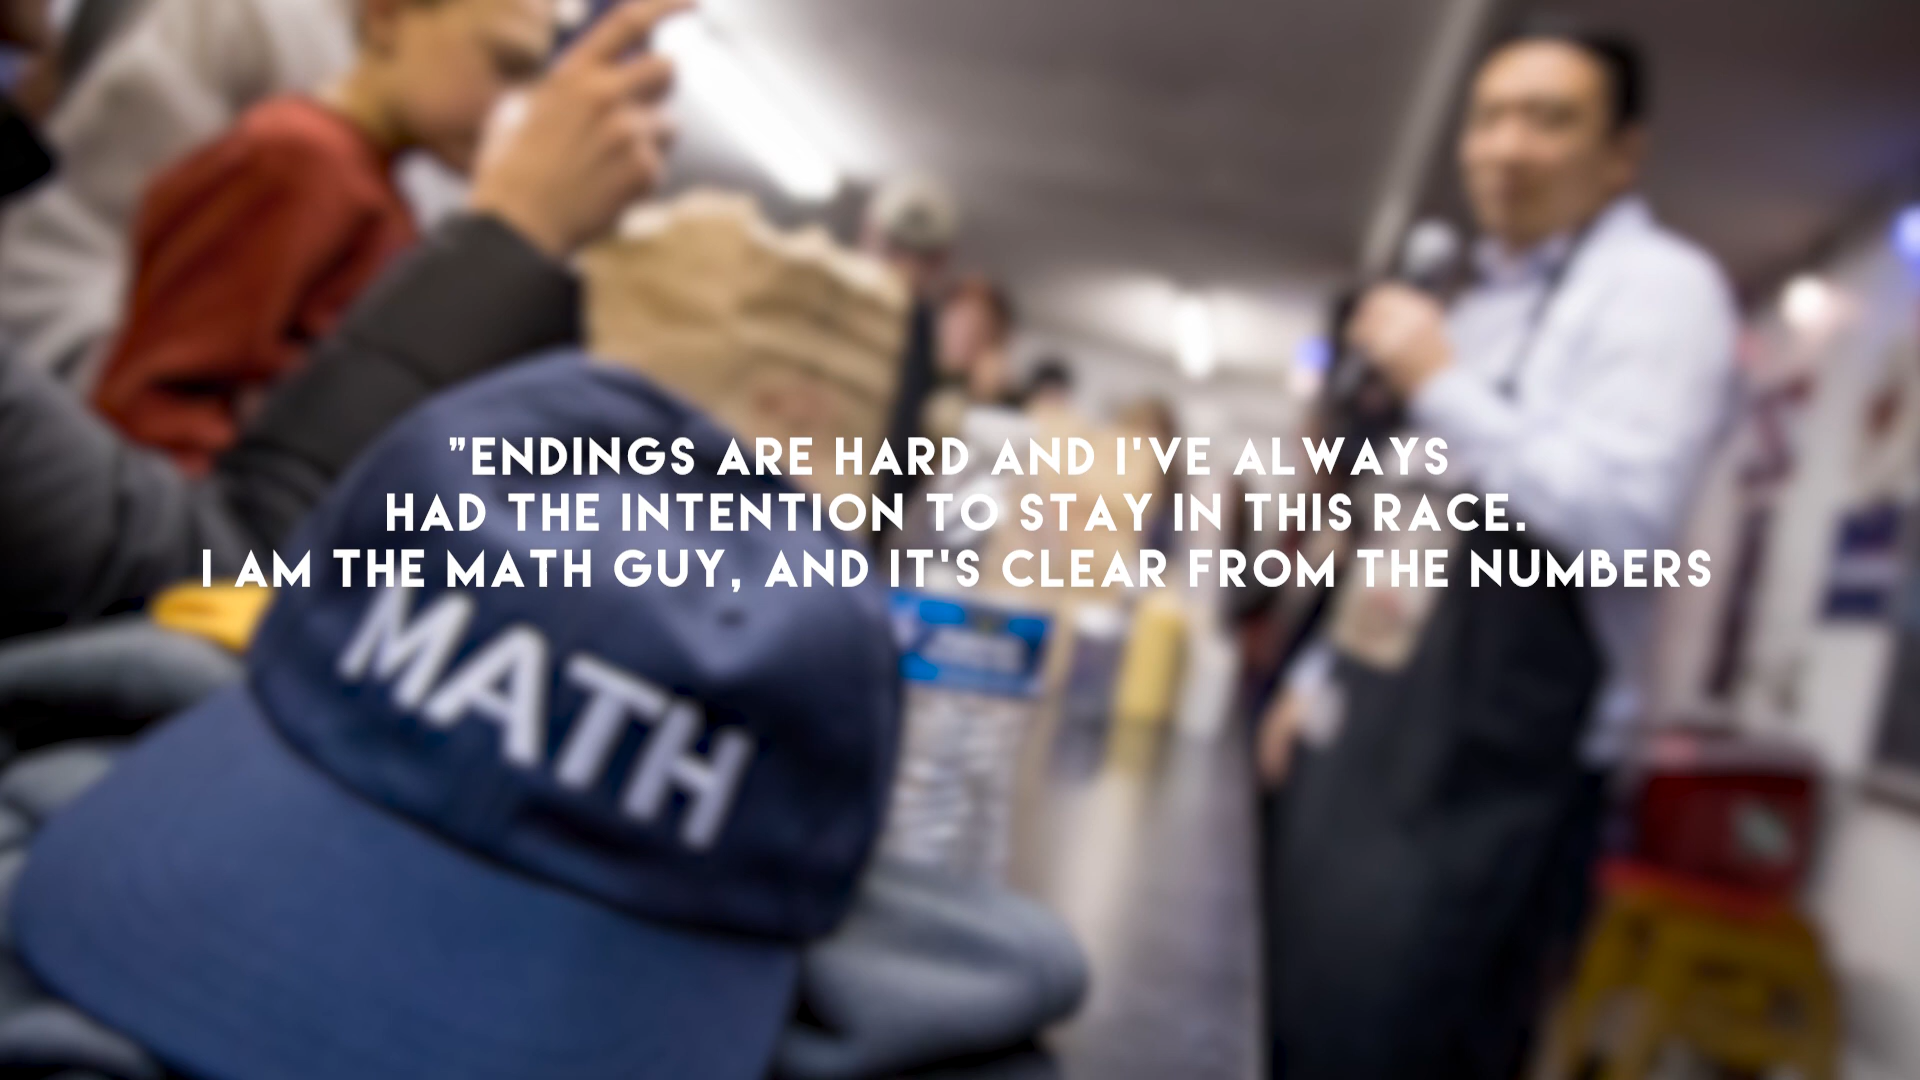 "ENDINGS ARE HARD AND I'VE ALWAYS
HAD THE INTENTION TO STAY IN THIS RACE.
I AM THE MATH GUY, AND IT'S CLEAR FROM THE NUMBERS
MATH